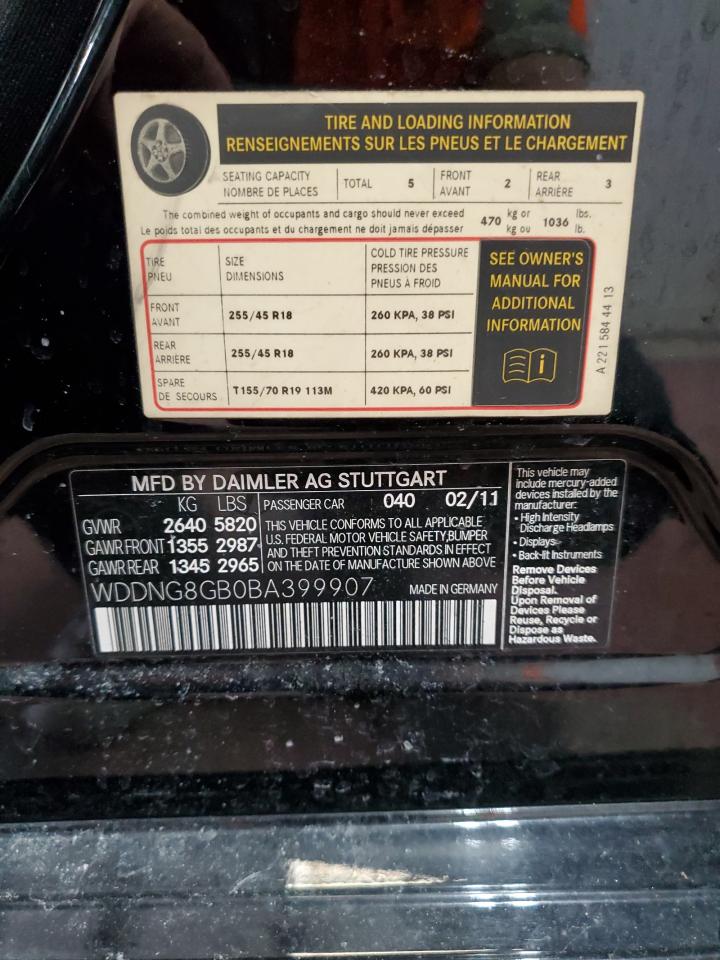 TIRE AND LOADING INFORMATION
RENSEIGNEMENTS SUR LES PNEUS ET LE CHARGEMENT
SEATING CAPACITY
NOMBRE DE PLACES
TOTAL 5
FRONT
AVANT
2
REAR
ARRIÈRE
3
The combined weight of occupants and cargo should never exceed
Le poids total des occupants et du chargement ne doit jamais dépasser
470 kg or 1036 lbs.
kg ou lb.
TIRE
PNEU
SIZE
DIMENSIONS
COLD TIRE PRESSURE
PRESSION DES
PNEUS À FROID
FRONT
AVANT
255/45 R18
260 KPA, 38 PSI
REAR
ARRIÈRE
255/45 R18
260 KPA, 38 PSI
SPARE
DE SECOURS
T155/70 R19 113M
420 KPA, 60 PSI
SEE OWNER'S
MANUAL FOR
ADDITIONAL
INFORMATION
i
A 221 584 44 13
MFD BY DAIMLER AG STUTTGART
KG LBS
GVWR 2640 5820
GAWR FRONT 1355 2987
GAWR REAR 1345 2965
PASSENGER CAR 040 02/11
THIS VEHICLE CONFORMS TO ALL APPLICABLE
U.S. FEDERAL MOTOR VEHICLE SAFETY,BUMPER
AND THEFT PREVENTION STANDARDS IN EFFECT
ON THE DATE OF MANUFACTURE SHOWN ABOVE
WDDNG8GB0BA399907
MADE IN GERMANY
This vehicle may
include mercury-added
devices installed by the
manufacturer:
• High Intensity
Discharge Headlamps
• Displays
• Back-lit Instruments
Remove Devices
Before Vehicle
Disposal.
Upon Removal of
Devices Please
Reuse, Recycle or
Dispose as
Hazardous Waste.